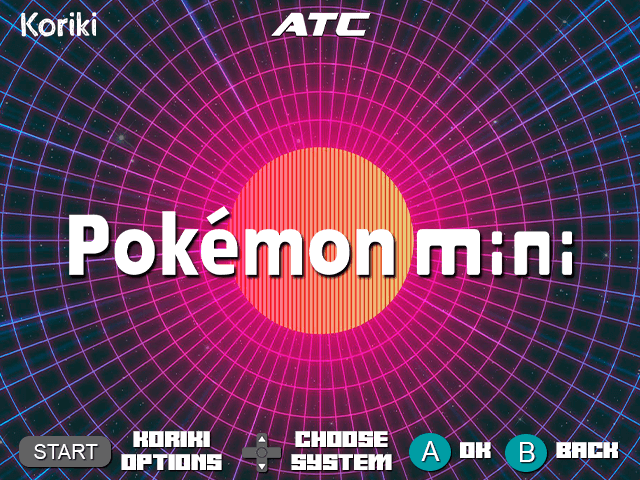 Koriki
ATC
Pokémon mini
START
KORIKI
OPTIONS
CHOOSE
SYSTEM
A
OK
B
BACK